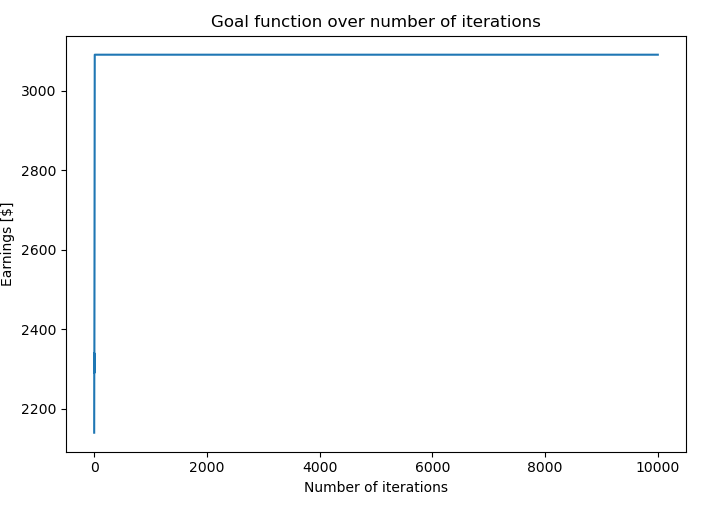 Goal function over number of iterations
3000
2800
2600
2400
2200
Earnings [$]
0 2000 4000 6000 8000 10000
Number of iterations